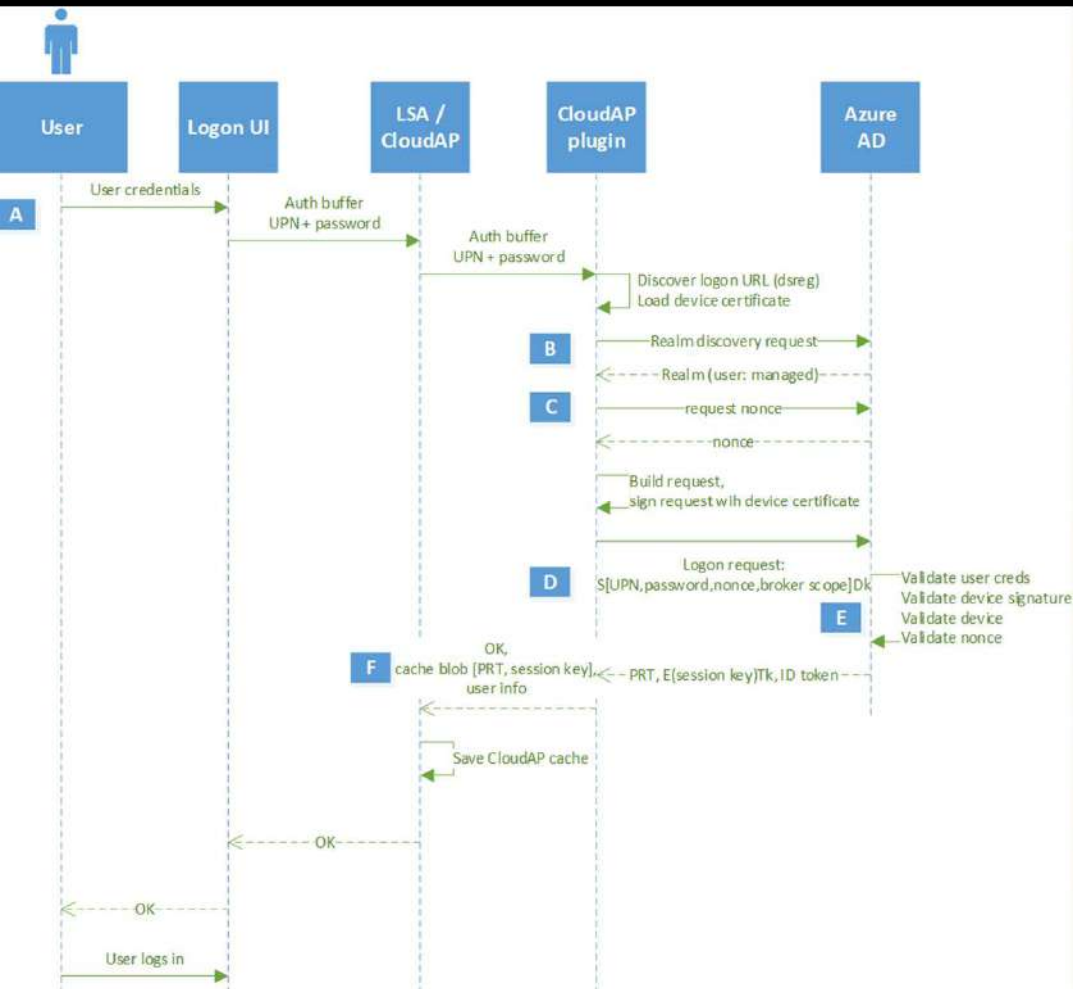 User
Logon UI
LSA /
CloudAP
CloudAP
plugin
Azure
AD
A
User credentials
Auth buffer
UPN + password
Auth buffer
UPN + password
Discover logon URL (dsreg)
Load device certificate
B
Realm discovery request
Realm (user: managed)
C
request nonce
nonce
Build request,
sign request wih device certificate
D
Logon request:
S[UPN,password,nonce,broker scope]Dk
E
Validate user creds
Validate device signature
Validate device
Validate nonce
F
OK,
cache blob [PRT, session key],
user info
PRT, E(session key)Tk, ID token
Save CloudAP cache
OK
OK
User logs in